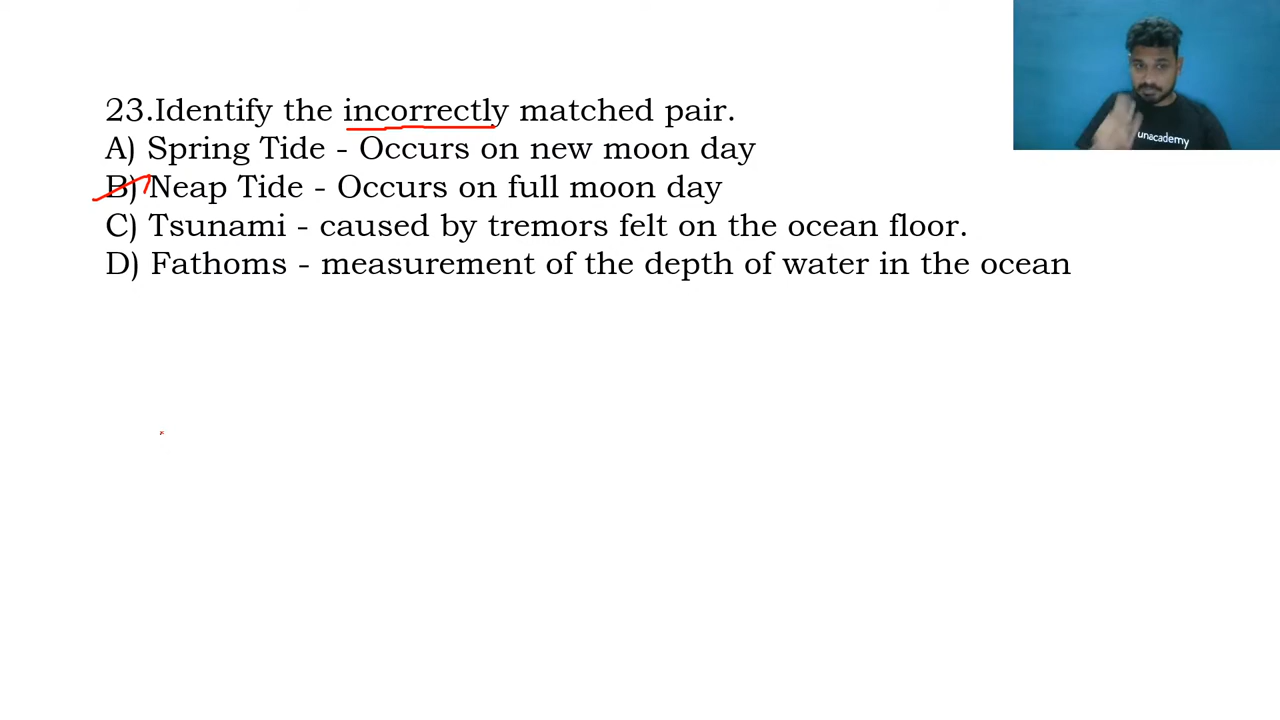 23.Identify the incorrectly matched pair.
A) Spring Tide - Occurs on new moon day
B) Neap Tide - Occurs on full moon day
C) Tsunami - caused by tremors felt on the ocean floor.
D) Fathoms - measurement of the depth of water in the ocean
unacademy